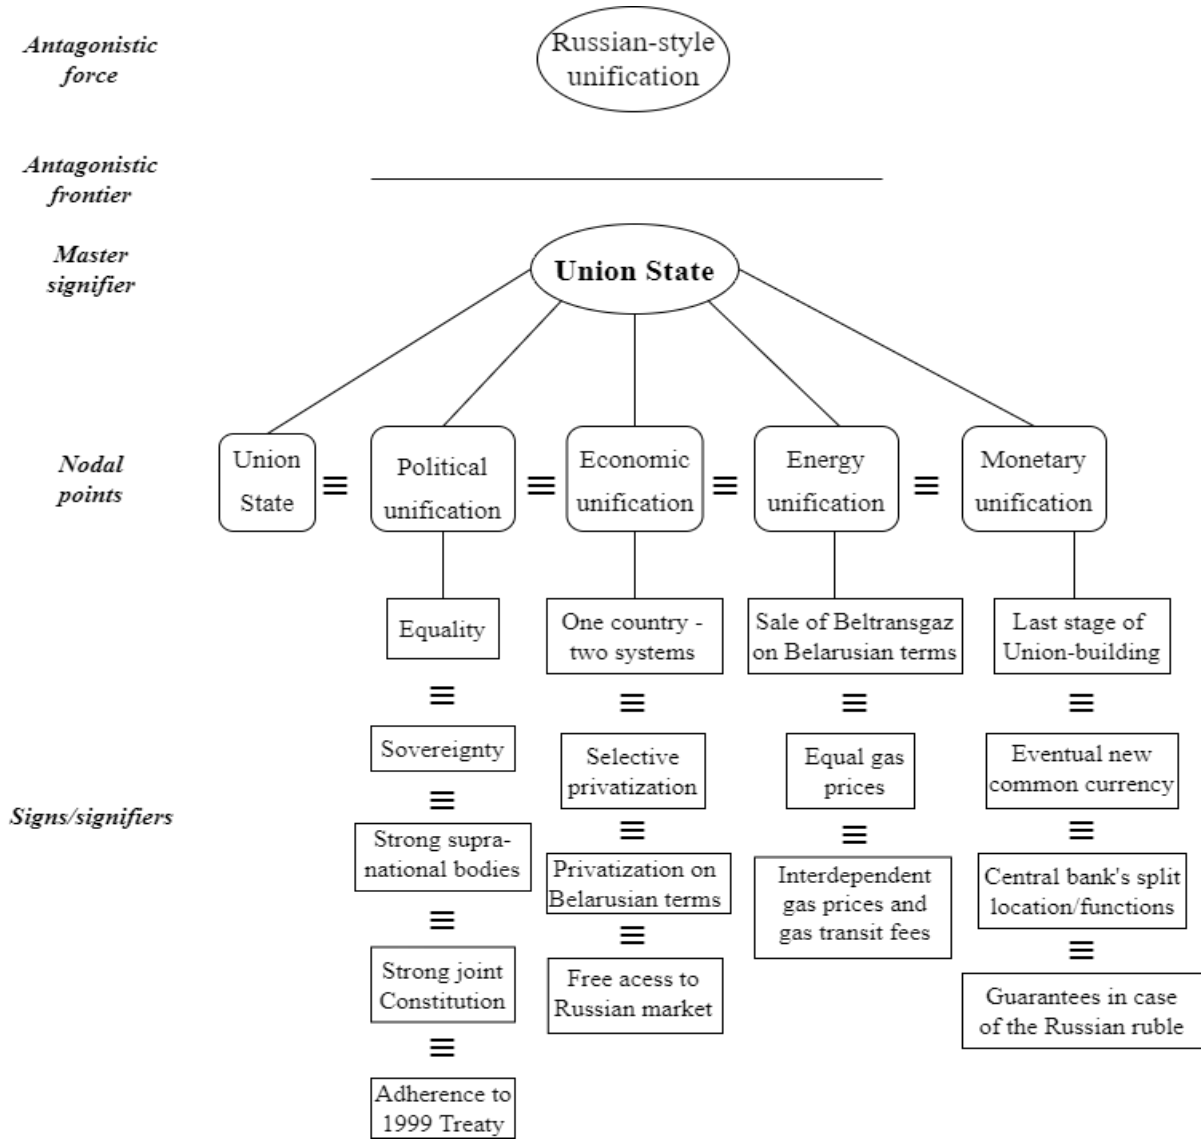 Antagonistic
force
Russian-style
unification
Antagonistic
frontier
Master
signifier
Union State
Nodal
points
Union
State
≡
Political
unification
≡
Economic
unification
≡
Energy
unification
≡
Monetary
unification
Signs/signifiers
Equality
≡
Sovereignty
≡
Strong supra-
national bodies
≡
Strong joint
Constitution
≡
Adherence to
1999 Treaty
One country -
two systems
≡
Selective
privatization
≡
Privatization on
Belarusian terms
≡
Free acess to
Russian market
Sale of Beltransgaz
on Belarusian terms
≡
Equal gas
prices
≡
Interdependent
gas prices and
gas transit fees
Last stage of
Union-building
≡
Eventual new
common currency
≡
Central bank's split
location/functions
≡
Guarantees in case
of the Russian ruble